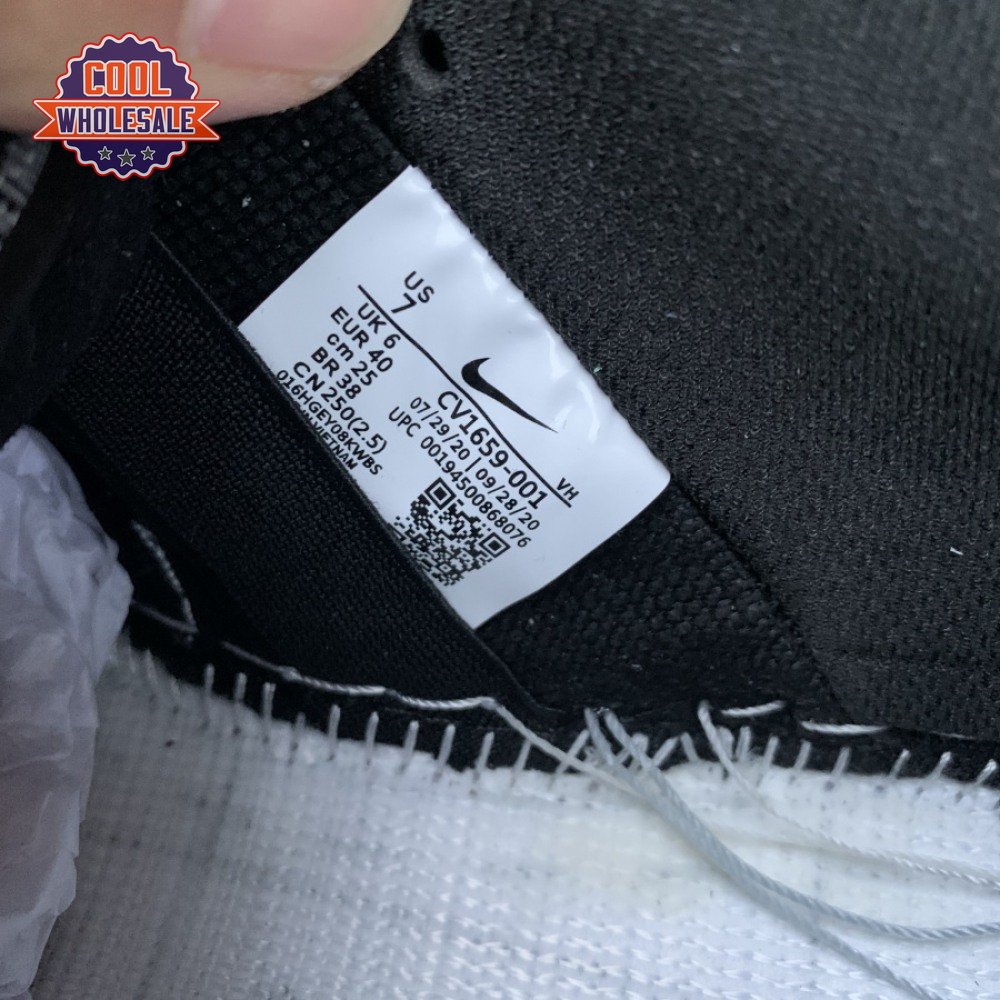 COOL
WHOLESALE
US
7
UK 6
EUR 40
cm 25
BR 38
CN 250(2.5)
016HGEY08KWBS
VIETNAM
CV1659-001
VH
07/29/20 | 09/28/20
UPC 00194500868076